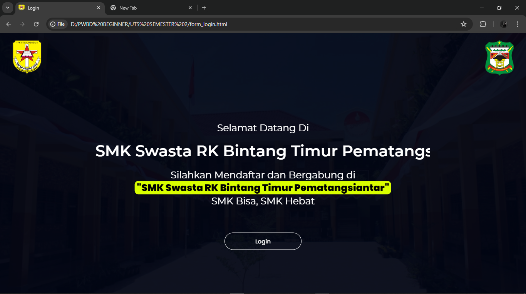 Login
New Tab
File
D:/PWBD%20BEGINNER/UTS%20SEMESTER%202/form_login.html
Selamat Datang Di
SMK Swasta RK Bintang Timur Pematangs
Silahkan Mendaftar dan Bergabung di
"SMK Swasta RK Bintang Timur Pematangsiantar"
SMK Bisa, SMK Hebat
Login